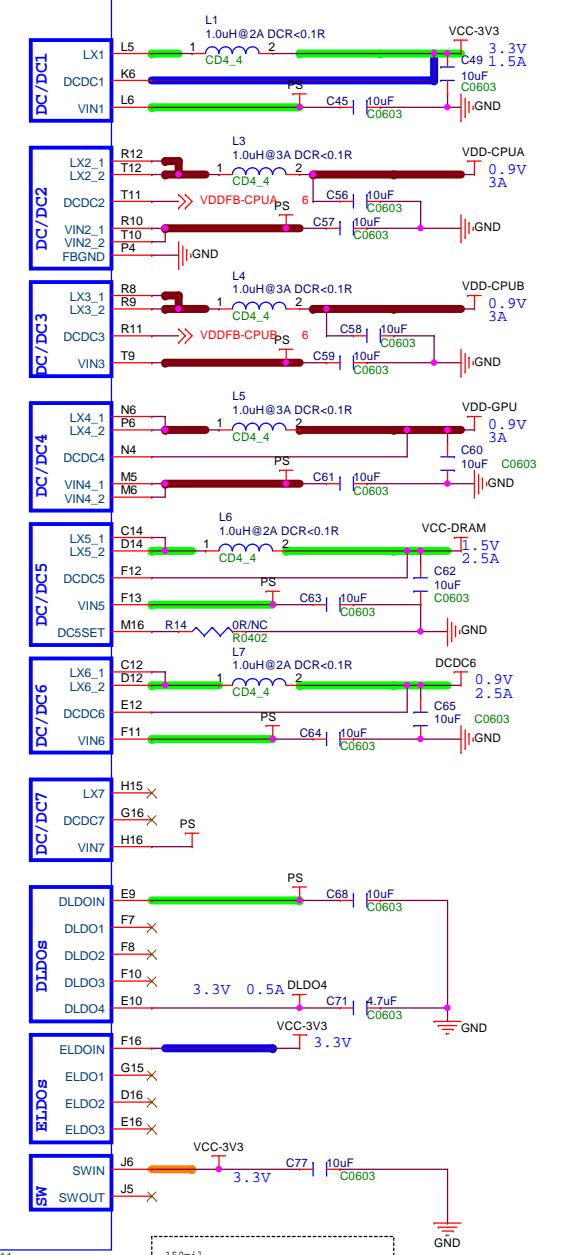 L1
1.0uH@2A DCR<0.1R
VCC-3V3
L5
LX1
1
2
CD4_4
3.3V
1.5A
C49
10uF
C0603
K6
DCDC1
DC/DC1
PS
L6
VIN1
C45
10uF
C0603
GND
L3
1.0uH@3A DCR<0.1R
VDD-CPUA
R12
LX2_1
T12
LX2_2
1
2
CD4_4
0.9V
3A
DC/DC2
T11
DCDC2
VDDFB-CPUA
6
PS
C56
10uF
C0603
R10
VIN2_1
T10
VIN2_2
C57
10uF
C0603
GND
P4
FBGND
GND
L4
1.0uH@3A DCR<0.1R
VDD-CPUB
R8
LX3_1
R9
LX3_2
1
2
CD4_4
0.9V
3A
DC/DC3
R11
DCDC3
VDDFB-CPUB
6
PS
C58
10uF
C0603
T9
VIN3
C59
10uF
C0603
GND
L5
1.0uH@3A DCR<0.1R
VDD-GPU
N6
LX4_1
P6
LX4_2
1
2
CD4_4
0.9V
3A
DC/DC4
N4
DCDC4
C60
10uF
C0603
PS
M5
VIN4_1
M6
VIN4_2
C61
10uF
C0603
GND
L6
1.0uH@2A DCR<0.1R
VCC-DRAM
C14
LX5_1
D14
LX5_2
1
2
CD4_4
1.5V
2.5A
DC/DC5
F12
DCDC5
C62
10uF
C0603
PS
F13
VIN5
C63
10uF
C0603
M16
DC5SET
R14
0R/NC
R0402
GND
L7
1.0uH@2A DCR<0.1R
DCDC6
C12
LX6_1
D12
LX6_2
1
2
CD4_4
0.9V
2.5A
DC/DC6
E12
DCDC6
C65
10uF
C0603
PS
F11
VIN6
C64
10uF
C0603
GND
H15
LX7
G16
DCDC7
DC/DC7
H16
VIN7
PS
PS
E9
DLDOIN
C68
10uF
C0603
F7
DLDO1
F8
DLDO2
DLDOs
F10
DLDO3
3.3V 0.5A
DLDO4
E10
DLDO4
C71
4.7uF
C0603
GND
VCC-3V3
F16
ELDOIN
3.3V
G15
ELDO1
ELDOs
D16
ELDO2
E16
ELDO3
VCC-3V3
J6
SWIN
3.3V
C77
10uF
C0603
SW
J5
SWOUT
GND